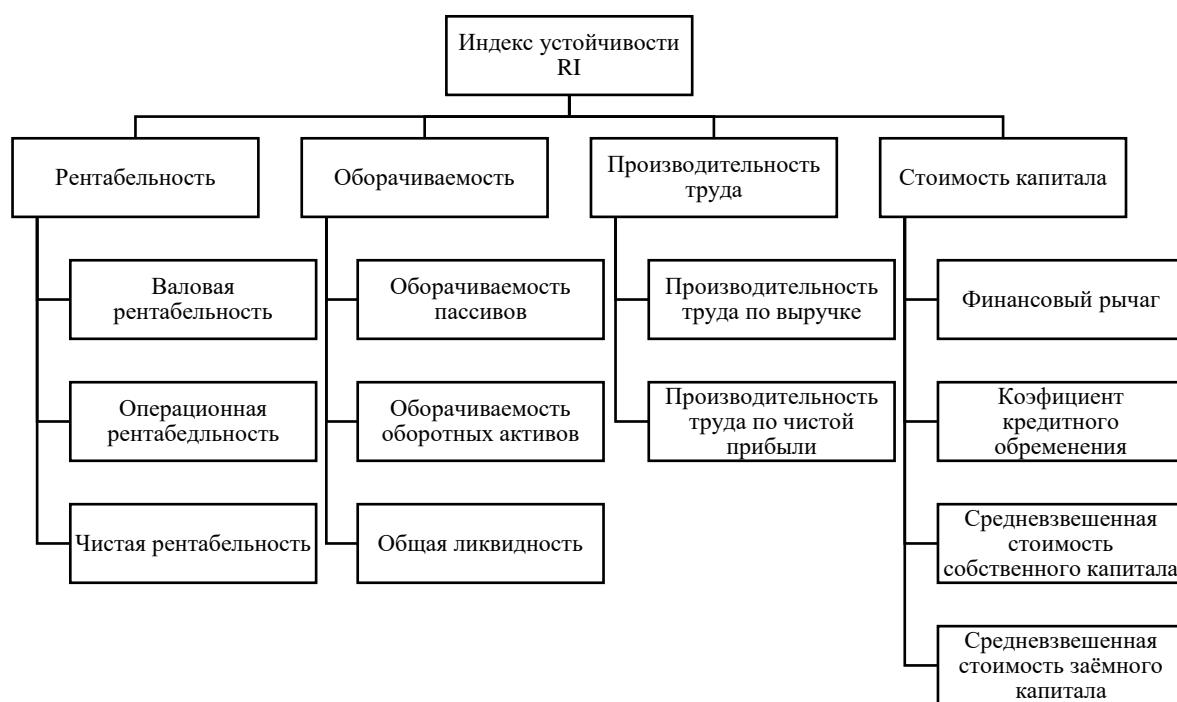 Индекс устойчивости
RI
Рентабельность
Оборачиваемость
Производительность
труда
Стоимость капитала
Валовая
рентабельность
Оборачиваемость
пассивов
Производительность
труда по выручке
Финансовый рычаг
Операционная
рентабедльность
Оборачиваемость
оборотных активов
Производительность
труда по чистой
прибыли
Коэфициент
кредитного
обременения
Чистая рентабельность
Общая ликвидность
Средневзвешенная
стоимость
собственного капитала
Средневзвешенная
стоимость заёмного
капитала